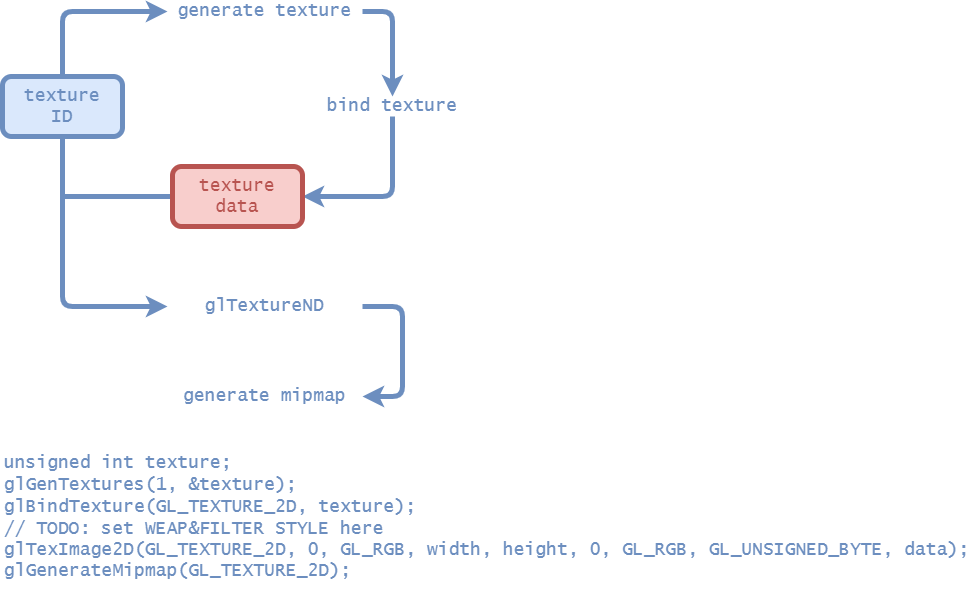 generate texture
texture
ID
bind texture
texture
data
glTextureND
generate mipmap
unsigned int texture;
glGenTextures(1, &texture);
glBindTexture(GL_TEXTURE_2D, texture);
// TODO: set WEAP&FILTER STYLE here
glTexImage2D(GL_TEXTURE_2D, 0, GL_RGB, width, height, 0, GL_RGB, GL_UNSIGNED_BYTE, data);
glGenerateMipmap(GL_TEXTURE_2D);